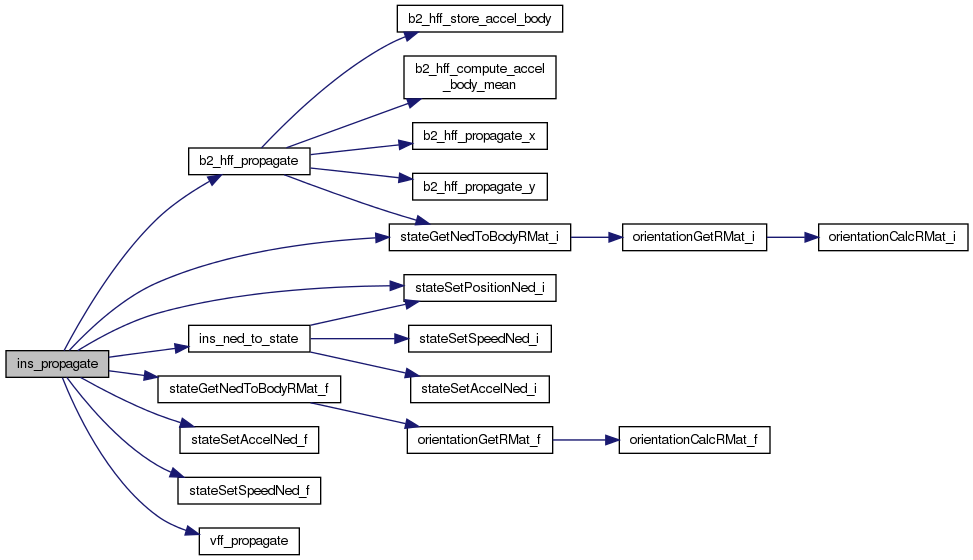 b2_hff_store_accel_body
b2_hff_compute_accel
_body_mean
b2_hff_propagate_x
b2_hff_propagate
b2_hff_propagate_y
stateGetNedToBodyRMat_i
orientationGetRMat_i
orientationCalcRMat_i
stateSetPositionNed_i
ins_ned_to_state
stateSetSpeedNed_i
ins_propagate
stateGetNedToBodyRMat_f
stateSetAccelNed_i
stateSetAccelNed_f
orientationGetRMat_f
orientationCalcRMat_f
stateSetSpeedNed_f
vff_propagate